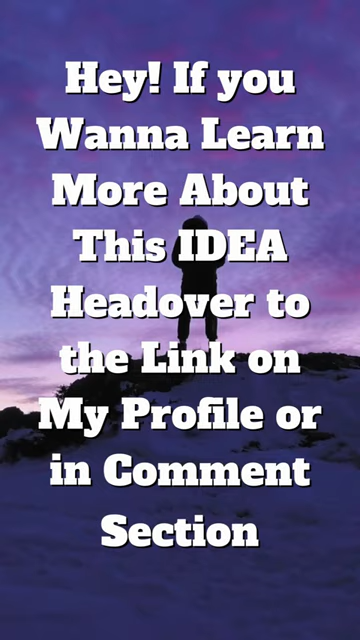 Hey! If you
Wanna Learn
More About
This IDEA
Headover to
the Link on
My Profile or
in Comment
Section